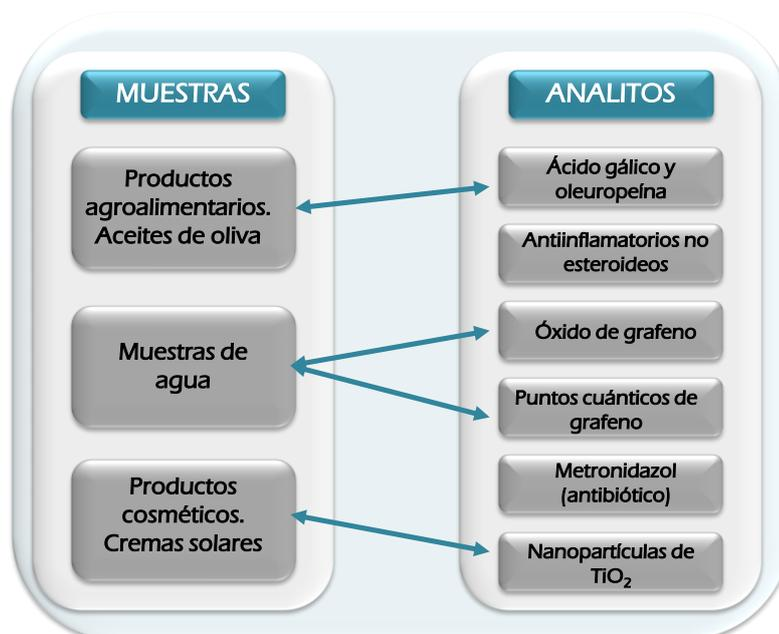 MUESTRAS
Productos
agroalimentarios.
Aceites de oliva
Muestras de
agua
Productos
cosméticos.
Cremas solares
ANALITOS
Ácido gálico y
oleuropeína
Antiinflamatorios no
esteroideos
Óxido de grafeno
Puntos cuánticos de
grafeno
Metronidazol
(antibiótico)
Nanopartículas de
TiO₂